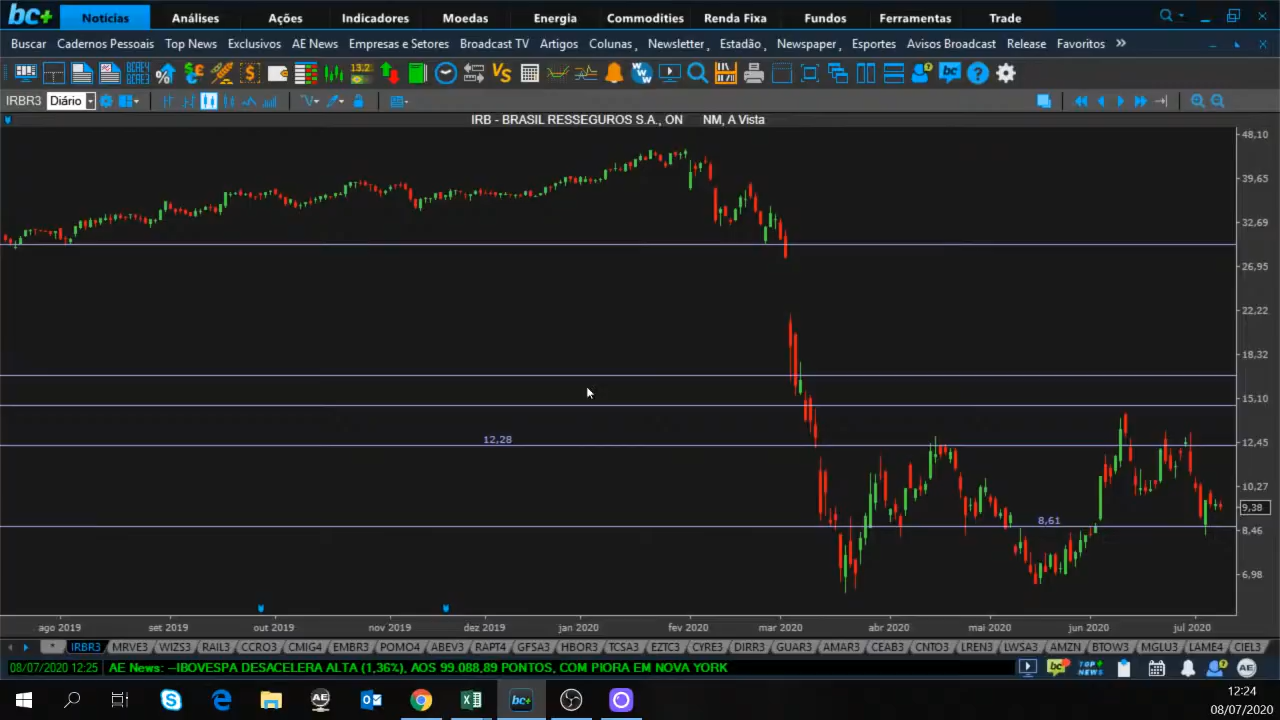 bc+ Notícias Análises Ações Indicadores Moedas Energia Commodities Renda Fixa Fundos Ferramentas Trade
Buscar Cadernos Pessoais Top News Exclusivos AE News Empresas e Setores Broadcast TV Artigos Colunas Newsletter Estadão Newspaper Esportes Avisos Broadcast Release Favoritos »
IRBR3 Diário
IRB - BRASIL RESSEGUROS S.A., ON NM, A Vista
48,10
39,65
32,69
26,95
22,22
18,32
15,10
12,28
12,45
10,27
9,38
8,61
8,46
6,98
ago 2019 set 2019 out 2019 nov 2019 dez 2019 jan 2020 fev 2020 mar 2020 abr 2020 mai 2020 jun 2020 jul 2020
* IRBR3 MRVE3 WIZS3 RAIL3 CCRO3 CMIG4 EMBR3 POMO4 ABEV3 RAPT4 GFSA3 HBOR3 TCSA3 EZTC3 CYRE3 DIRR3 GUAR3 AMAR3 CEAB3 CNTO3 LREN3 LWSA3 AMZN BTOW3 MGLU3 LAME4 CIEL3
08/07/2020 12:25 AE News: --IBOVESPA DESACELERA ALTA (1,36%), AOS 99.088,89 PONTOS, COM PIORA EM NOVA YORK bc+ TOP+ NEWS AE
AE bc+ 12:24
08/07/2020